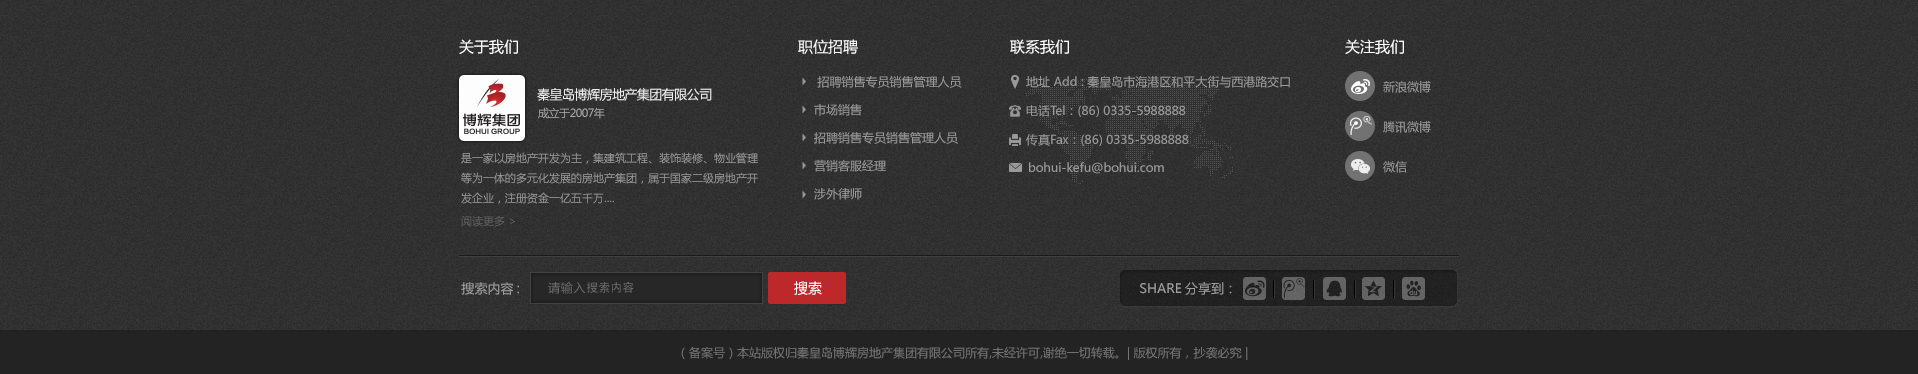 关于我们
博辉集团
BOHUI GROUP
秦皇岛博辉房地产集团有限公司
成立于2007年
是一家以房地产开发为主，集建筑工程、装饰装修、物业管理
等为一体的多元化发展的房地产集团，属于国家二级房地产开
发企业，注册资金一亿五千万....
阅读更多 >
职位招聘
招聘销售专员销售管理人员
市场销售
招聘销售专员销售管理人员
营销客服经理
涉外律师
联系我们
地址 Add : 秦皇岛市海港区和平大街与西港路交口
电话Tel : (86) 0335-5988888
传真Fax : (86) 0335-5988888
bohui-kefu@bohui.com
关注我们
新浪微博
腾讯微博
微信
搜索内容 :
请输入搜索内容
搜索
SHARE 分享到 :
（ 备案号 ）本站版权归秦皇岛博辉房地产集团有限公司所有,未经许可,谢绝一切转载。| 版权所有，抄袭必究 |